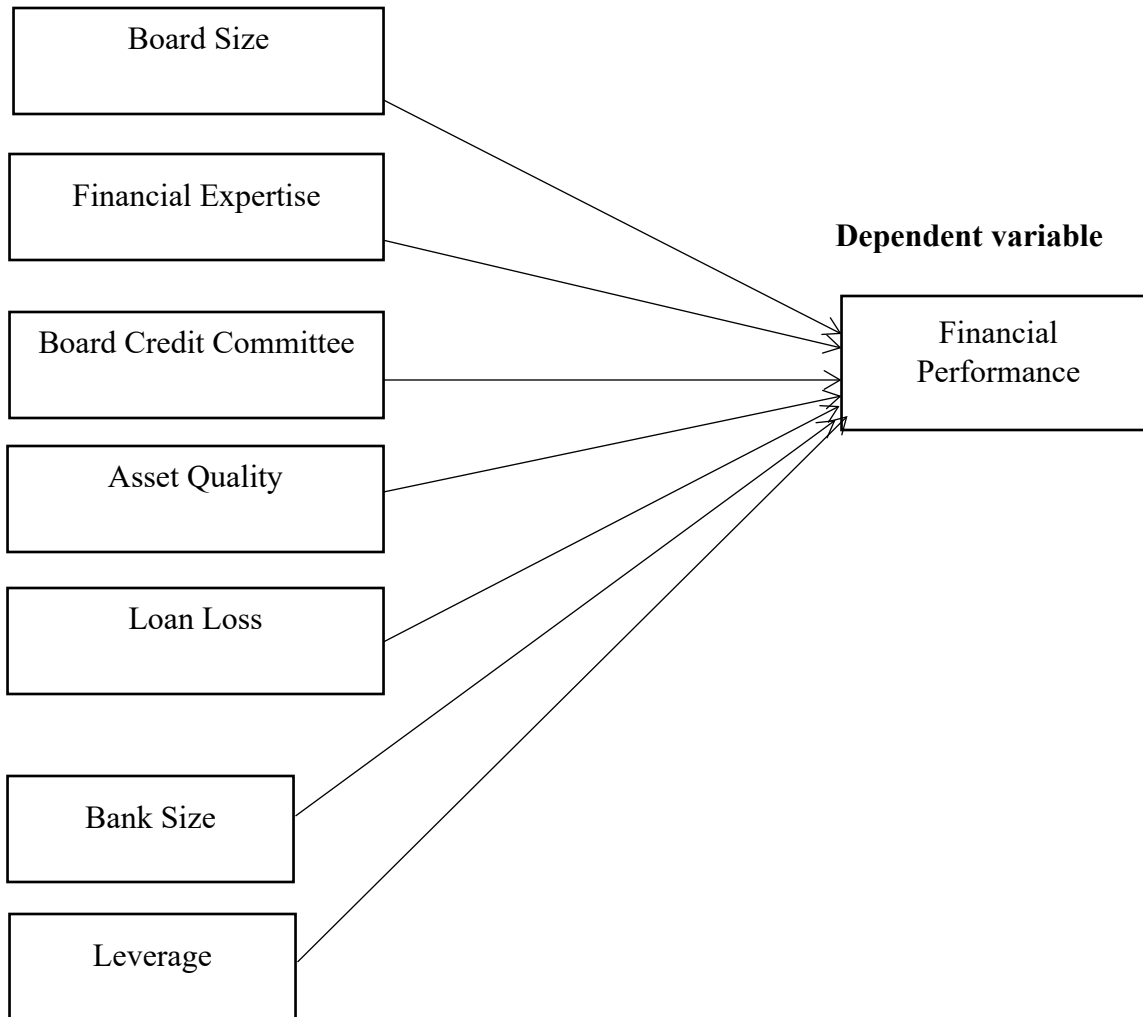 Board Size
Financial Expertise
Dependent variable
Board Credit Committee
Financial
Performance
Asset Quality
Loan Loss
Bank Size
Leverage